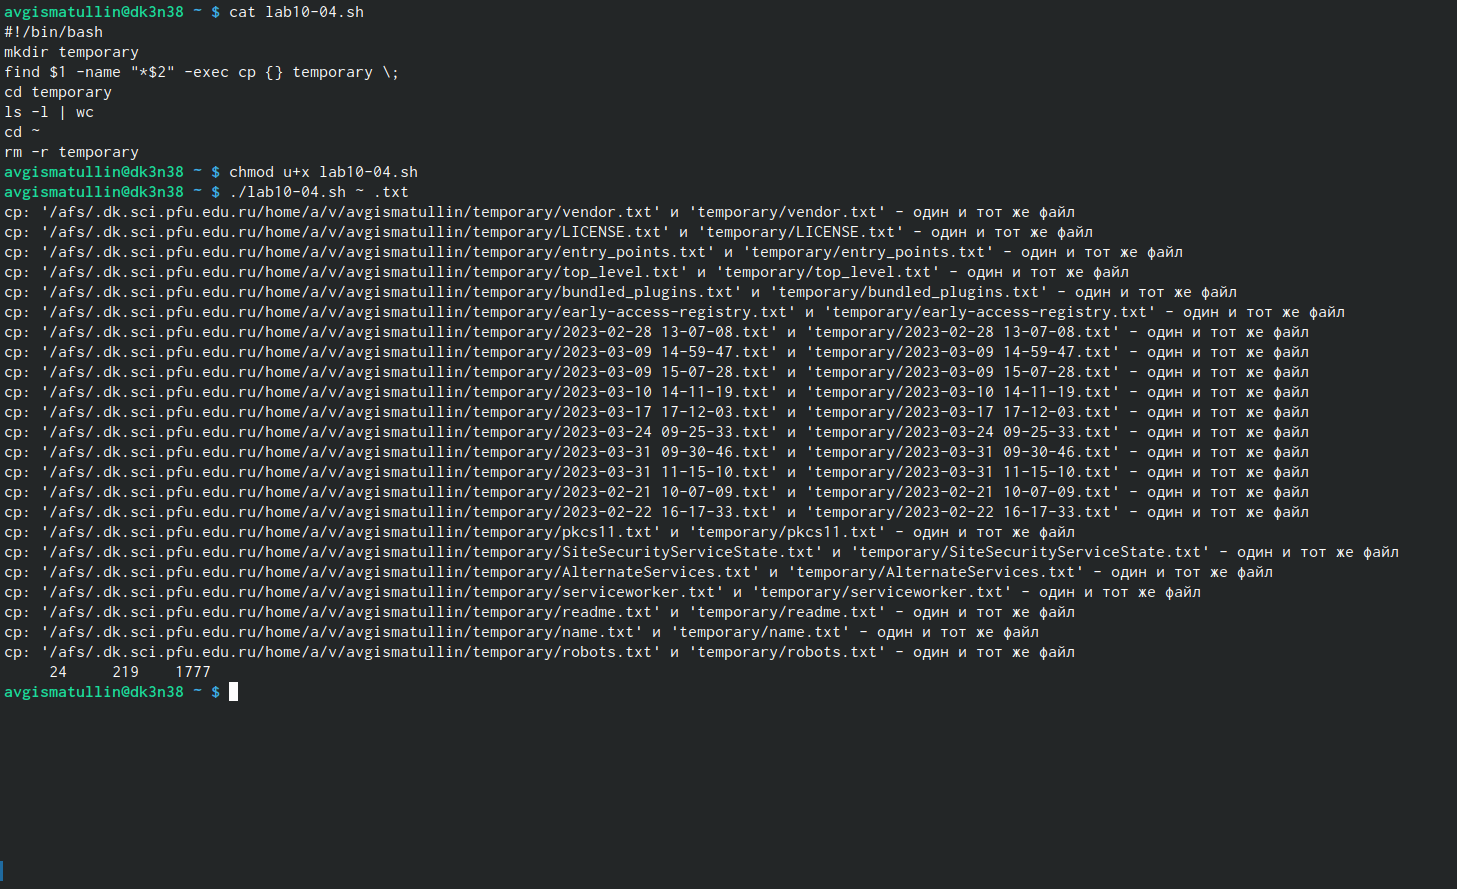 avgismatullin@dk3n38 ~ $ cat lab10-04.sh
#!/bin/bash
mkdir temporary
find $1 -name "*$2" -exec cp {} temporary \;
cd temporary
ls -l | wc
cd ~
rm -r temporary
avgismatullin@dk3n38 ~ $ chmod u+x lab10-04.sh
avgismatullin@dk3n38 ~ $ ./lab10-04.sh ~ .txt
cp: '/afs/.dk.sci.pfu.edu.ru/home/a/v/avgismatullin/temporary/vendor.txt' и 'temporary/vendor.txt' - один и тот же файл
cp: '/afs/.dk.sci.pfu.edu.ru/home/a/v/avgismatullin/temporary/LICENSE.txt' и 'temporary/LICENSE.txt' - один и тот же файл
cp: '/afs/.dk.sci.pfu.edu.ru/home/a/v/avgismatullin/temporary/entry_points.txt' и 'temporary/entry_points.txt' - один и тот же файл
cp: '/afs/.dk.sci.pfu.edu.ru/home/a/v/avgismatullin/temporary/top_level.txt' и 'temporary/top_level.txt' - один и тот же файл
cp: '/afs/.dk.sci.pfu.edu.ru/home/a/v/avgismatullin/temporary/bundled_plugins.txt' и 'temporary/bundled_plugins.txt' - один и тот же файл
cp: '/afs/.dk.sci.pfu.edu.ru/home/a/v/avgismatullin/temporary/early-access-registry.txt' и 'temporary/early-access-registry.txt' - один и тот же файл
cp: '/afs/.dk.sci.pfu.edu.ru/home/a/v/avgismatullin/temporary/2023-02-28 13-07-08.txt' и 'temporary/2023-02-28 13-07-08.txt' - один и тот же файл
cp: '/afs/.dk.sci.pfu.edu.ru/home/a/v/avgismatullin/temporary/2023-03-09 14-59-47.txt' и 'temporary/2023-03-09 14-59-47.txt' - один и тот же файл
cp: '/afs/.dk.sci.pfu.edu.ru/home/a/v/avgismatullin/temporary/2023-03-09 15-07-28.txt' и 'temporary/2023-03-09 15-07-28.txt' - один и тот же файл
cp: '/afs/.dk.sci.pfu.edu.ru/home/a/v/avgismatullin/temporary/2023-03-10 14-11-19.txt' и 'temporary/2023-03-10 14-11-19.txt' - один и тот же файл
cp: '/afs/.dk.sci.pfu.edu.ru/home/a/v/avgismatullin/temporary/2023-03-17 17-12-03.txt' и 'temporary/2023-03-17 17-12-03.txt' - один и тот же файл
cp: '/afs/.dk.sci.pfu.edu.ru/home/a/v/avgismatullin/temporary/2023-03-24 09-25-33.txt' и 'temporary/2023-03-24 09-25-33.txt' - один и тот же файл
cp: '/afs/.dk.sci.pfu.edu.ru/home/a/v/avgismatullin/temporary/2023-03-31 09-30-46.txt' и 'temporary/2023-03-31 09-30-46.txt' - один и тот же файл
cp: '/afs/.dk.sci.pfu.edu.ru/home/a/v/avgismatullin/temporary/2023-03-31 11-15-10.txt' и 'temporary/2023-03-31 11-15-10.txt' - один и тот же файл
cp: '/afs/.dk.sci.pfu.edu.ru/home/a/v/avgismatullin/temporary/2023-02-21 10-07-09.txt' и 'temporary/2023-02-21 10-07-09.txt' - один и тот же файл
cp: '/afs/.dk.sci.pfu.edu.ru/home/a/v/avgismatullin/temporary/2023-02-22 16-17-33.txt' и 'temporary/2023-02-22 16-17-33.txt' - один и тот же файл
cp: '/afs/.dk.sci.pfu.edu.ru/home/a/v/avgismatullin/temporary/pkcs11.txt' и 'temporary/pkcs11.txt' - один и тот же файл
cp: '/afs/.dk.sci.pfu.edu.ru/home/a/v/avgismatullin/temporary/SiteSecurityServiceState.txt' и 'temporary/SiteSecurityServiceState.txt' - один и тот же файл
cp: '/afs/.dk.sci.pfu.edu.ru/home/a/v/avgismatullin/temporary/AlternateServices.txt' и 'temporary/AlternateServices.txt' - один и тот же файл
cp: '/afs/.dk.sci.pfu.edu.ru/home/a/v/avgismatullin/temporary/serviceworker.txt' и 'temporary/serviceworker.txt' - один и тот же файл
cp: '/afs/.dk.sci.pfu.edu.ru/home/a/v/avgismatullin/temporary/readme.txt' и 'temporary/readme.txt' - один и тот же файл
cp: '/afs/.dk.sci.pfu.edu.ru/home/a/v/avgismatullin/temporary/name.txt' и 'temporary/name.txt' - один и тот же файл
cp: '/afs/.dk.sci.pfu.edu.ru/home/a/v/avgismatullin/temporary/robots.txt' и 'temporary/robots.txt' - один и тот же файл
24 219 1777
avgismatullin@dk3n38 ~ $